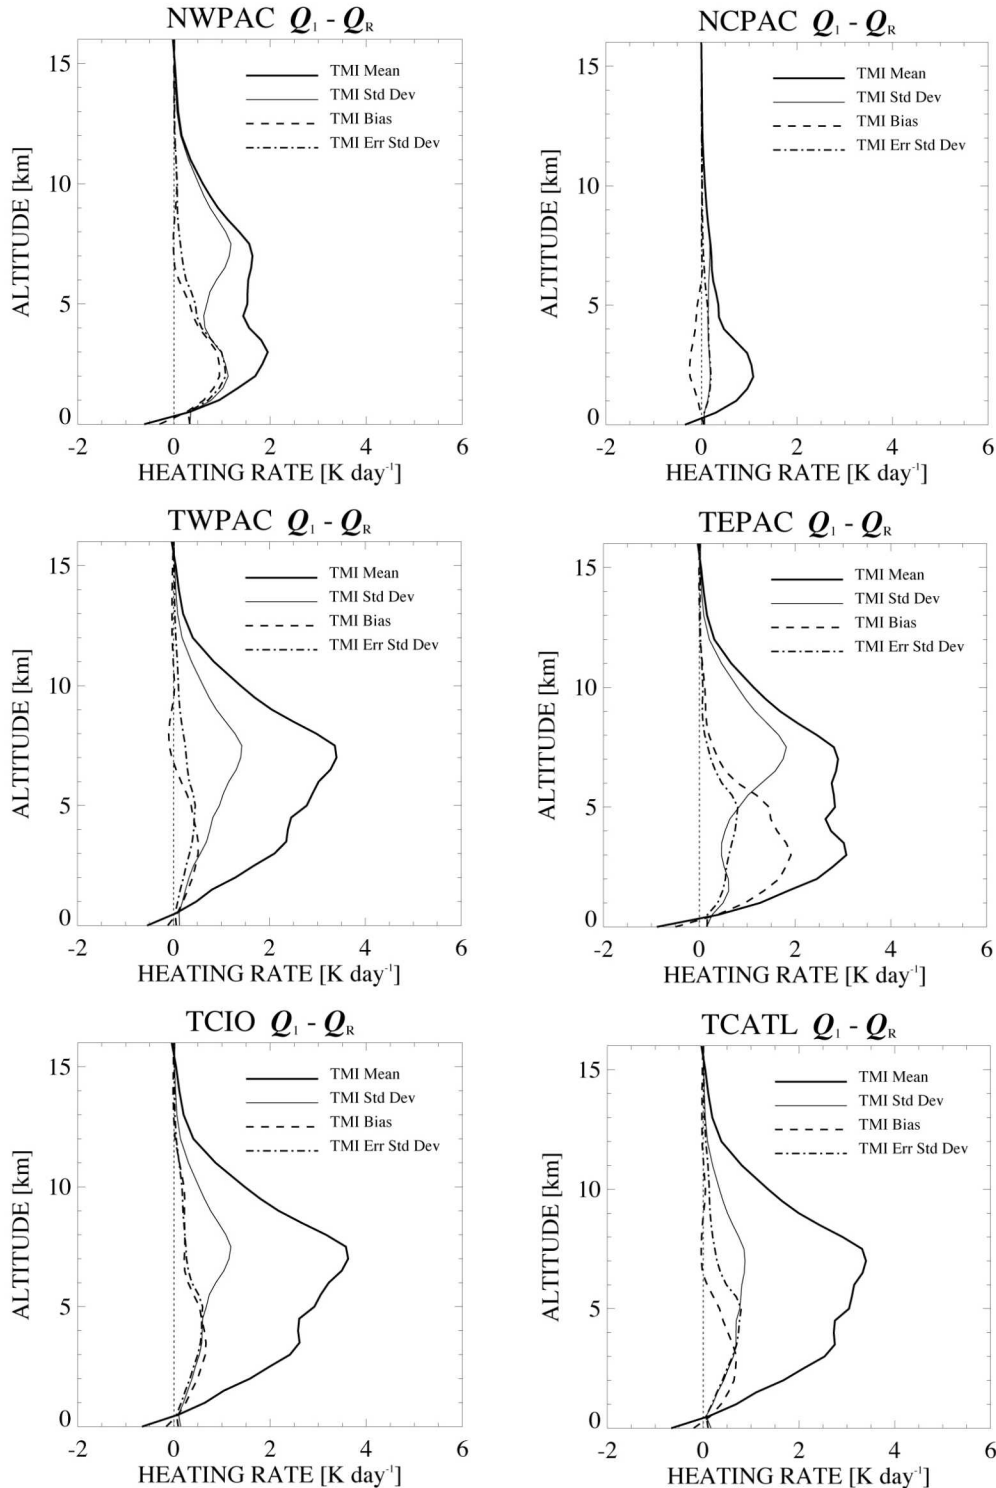 NWPAC Q₁ - Q_R
15
10
5
0
ALTITUDE [km]
TMI Mean
TMI Std Dev
TMI Bias
TMI Err Std Dev
-2 0 2 4 6
HEATING RATE [K day⁻¹]
NCPAC Q₁ - Q_R
15
10
5
0
ALTITUDE [km]
TMI Mean
TMI Std Dev
TMI Bias
TMI Err Std Dev
-2 0 2 4 6
HEATING RATE [K day⁻¹]
TWPAC Q₁ - Q_R
15
10
5
0
ALTITUDE [km]
TMI Mean
TMI Std Dev
TMI Bias
TMI Err Std Dev
-2 0 2 4 6
HEATING RATE [K day⁻¹]
TEPAC Q₁ - Q_R
15
10
5
0
ALTITUDE [km]
TMI Mean
TMI Std Dev
TMI Bias
TMI Err Std Dev
-2 0 2 4 6
HEATING RATE [K day⁻¹]
TCIO Q₁ - Q_R
15
10
5
0
ALTITUDE [km]
TMI Mean
TMI Std Dev
TMI Bias
TMI Err Std Dev
-2 0 2 4 6
HEATING RATE [K day⁻¹]
TCATL Q₁ - Q_R
15
10
5
0
ALTITUDE [km]
TMI Mean
TMI Std Dev
TMI Bias
TMI Err Std Dev
-2 0 2 4 6
HEATING RATE [K day⁻¹]